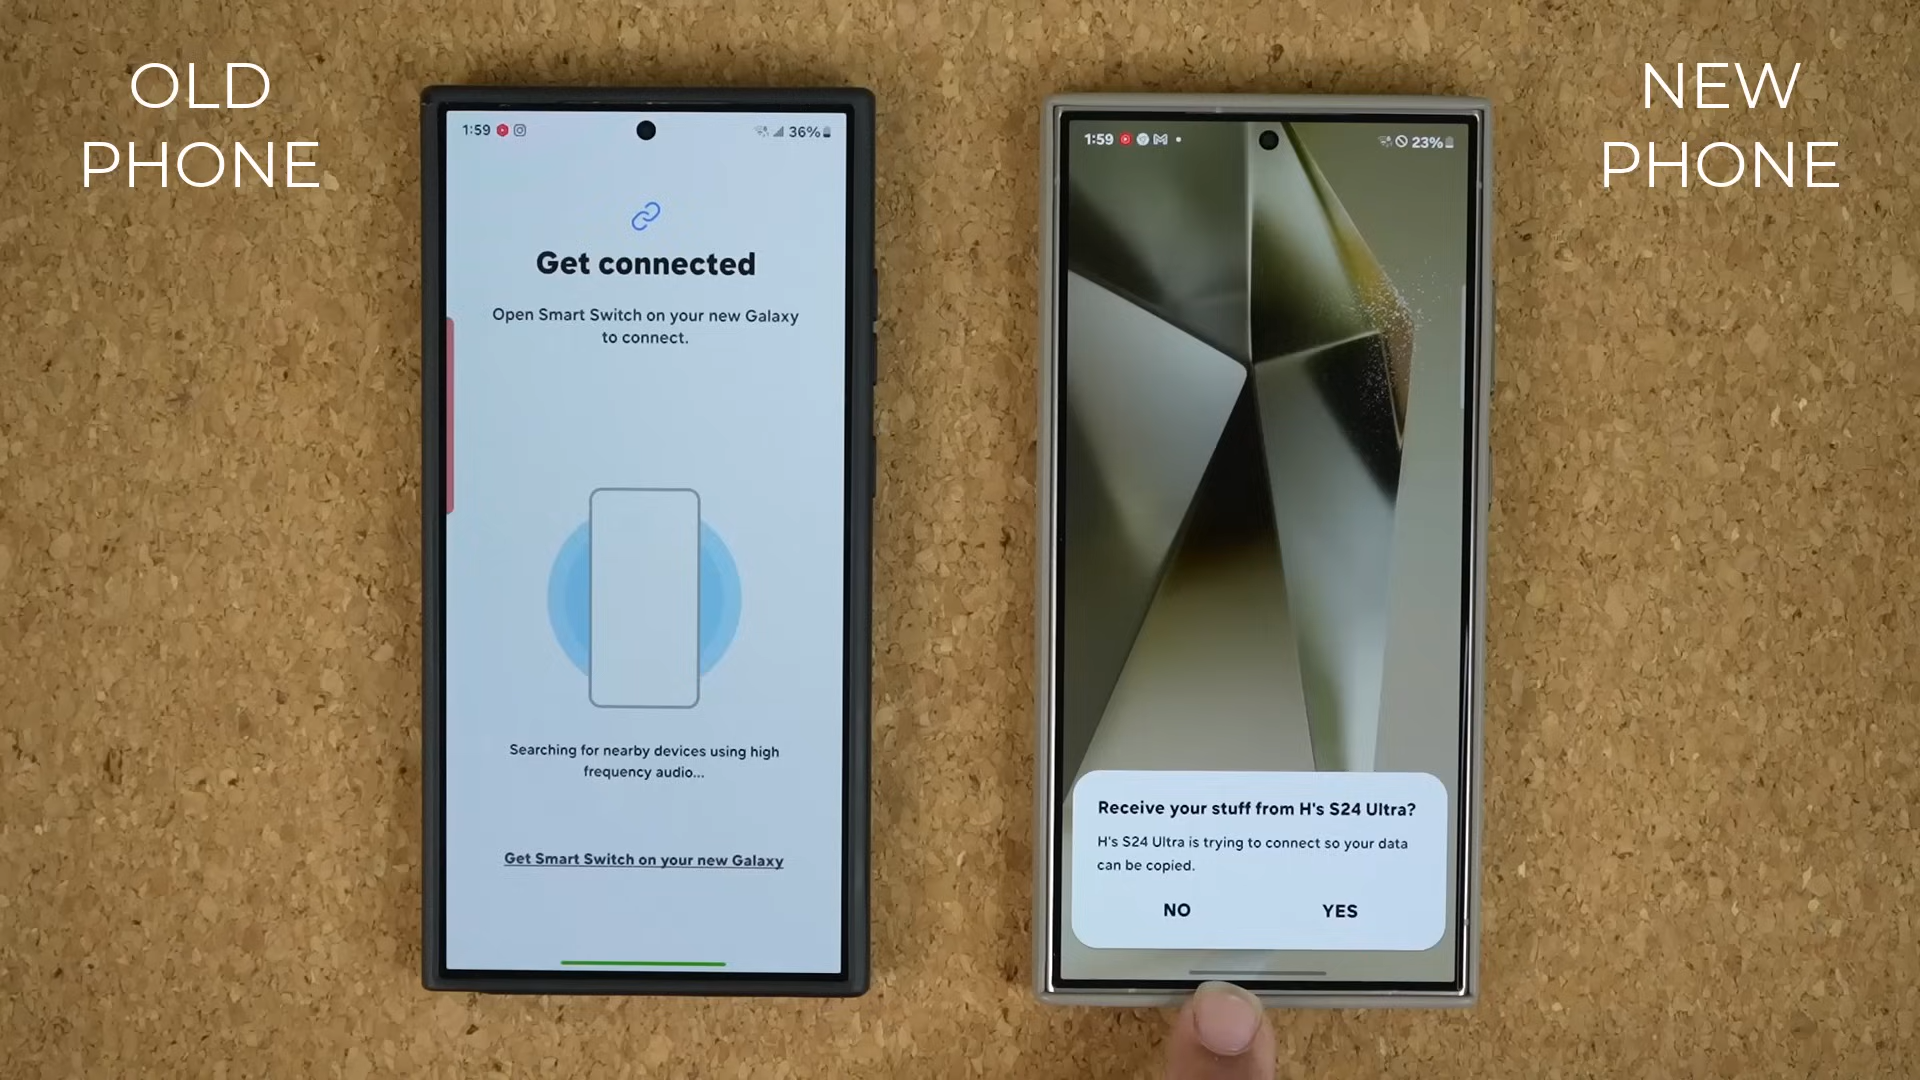 OLD
PHONE
NEW
PHONE
1:59
36%
Get connected
Open Smart Switch on your new Galaxy
to connect.
Searching for nearby devices using high
frequency audio...
Get Smart Switch on your new Galaxy
1:59
23%
Receive your stuff from H's S24 Ultra?
H's S24 Ultra is trying to connect so your data
can be copied.
NO
YES